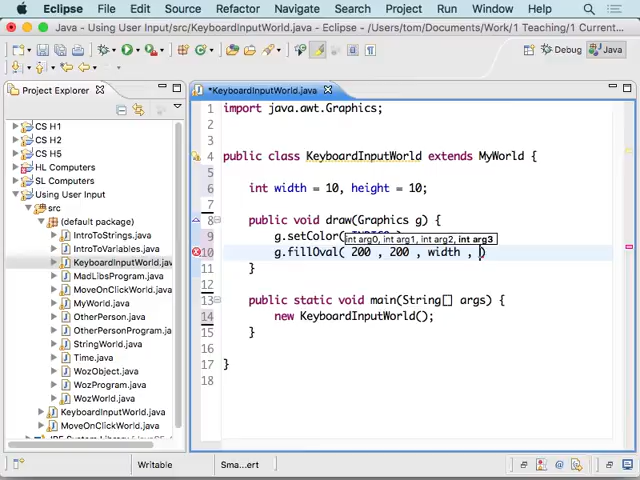 Eclipse File Edit Source Refactor Navigate Search Project Run Window Help
Java - Using User Input/src/KeyboardInputWorld.java - Eclipse - /Users/tom/Documents/Work/1 Teaching/1 Current...
Debug Java
Project Explorer
*KeyboardInputWorld.java
CS H1
CS H2
CS H5
HL Computers
SL Computers
Using User Input
src
(default package)
IntroToStrings.java
IntroToVariables.java
KeyboardInputWorld.java
MadLibsProgram.java
MoveOnClickWorld.java
MyWorld.java
OtherPerson.java
OtherPersonProgram.java
StringWorld.java
Time.java
WozObject.java
WozProgram.java
WozWorld.java
KeyboardInputWorld.java
MoveOnClickWorld.java
1 import java.awt.Graphics;
2
3
4 public class KeyboardInputWorld extends MyWorld {
5
6 int width = 10, height = 10;
7
8 public void draw(Graphics g) {
9 g.setColor(
int arg0, int arg1, int arg2, int arg3
10 g.fillOval( 200 , 200 , width , )
11 }
12
13 public static void main(String[] args) {
14 new KeyboardInputWorld();
15 }
16
17 }
18
Writable Sma...ert